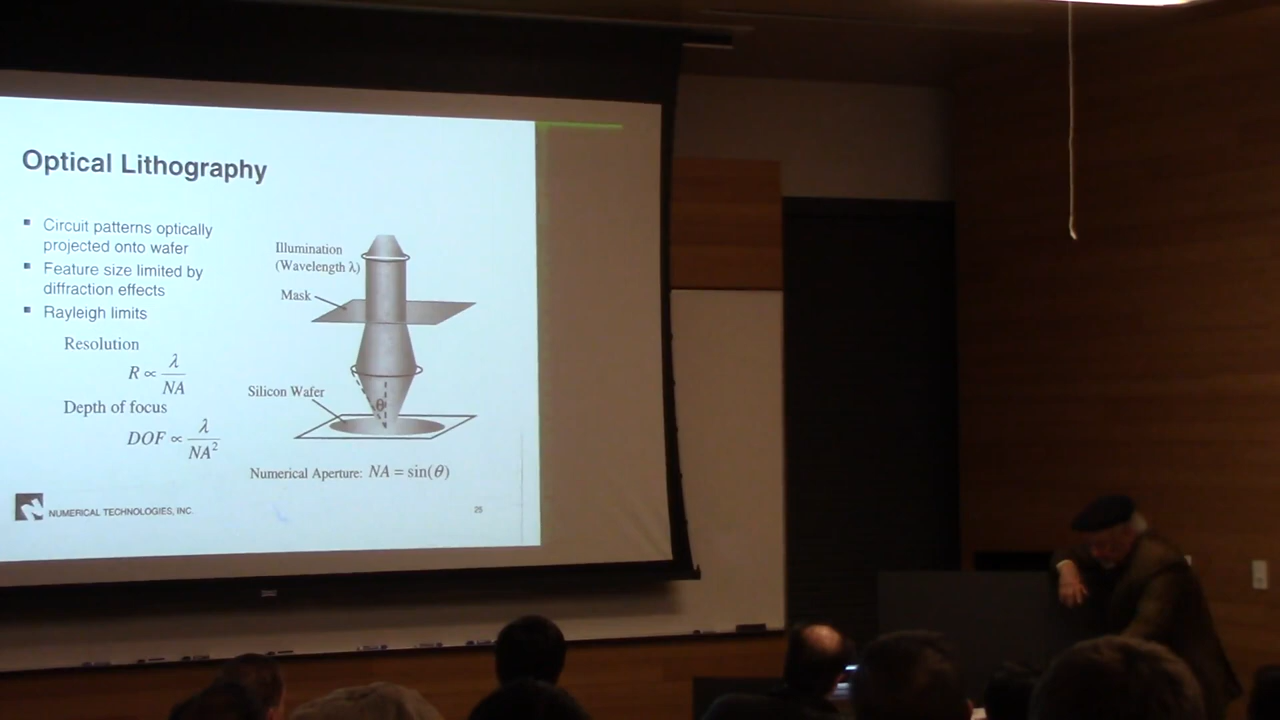 Optical Lithography
Circuit patterns optically
projected onto wafer
Feature size limited by
diffraction effects
Rayleigh limits
Resolution
R ∝ λ / NA
Depth of focus
DOF ∝ λ / NA²
Illumination
(Wavelength λ)
Mask
Silicon Wafer
θ
Numerical Aperture: NA = sin(θ)
NUMERICAL TECHNOLOGIES, INC.
25